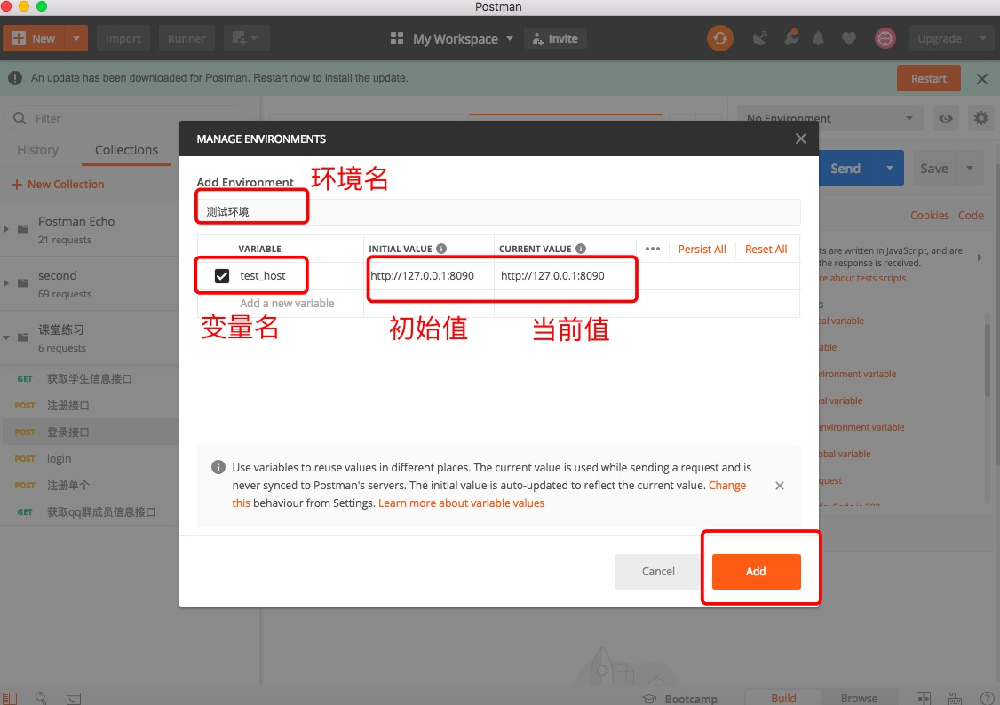 Postman
New
Import
Runner
My Workspace
Invite
Upgrade
An update has been downloaded for Postman. Restart now to install the update.
Restart
Filter
No Environment
History
Collections
MANAGE ENVIRONMENTS
Send
Save
New Collection
Add Environment
环境名
测试环境
Cookies
Code
Postman Echo
21 requests
VARIABLE
INITIAL VALUE
CURRENT VALUE
Persist All
Reset All
ts are written in JavaScript, and are
the response is received.
re about tests scripts
second
69 requests
test_host
http://127.0.0.1:8090
http://127.0.0.1:8090
Add a new variable
变量名
初始值
当前值
bal variable
able
vironment variable
al variable
environment variable
obal variable
quest
课堂练习
6 requests
GET 获取学生信息接口
POST 注册接口
POST 登录接口
POST login
POST 注册单个
GET 获取qq群成员信息接口
Use variables to reuse values in different places. The current value is used while sending a request and is
never synced to Postman's servers. The initial value is auto-updated to reflect the current value. Change
this behaviour from Settings. Learn more about variable values
Cancel
Add
Bootcamp
Build
Browse